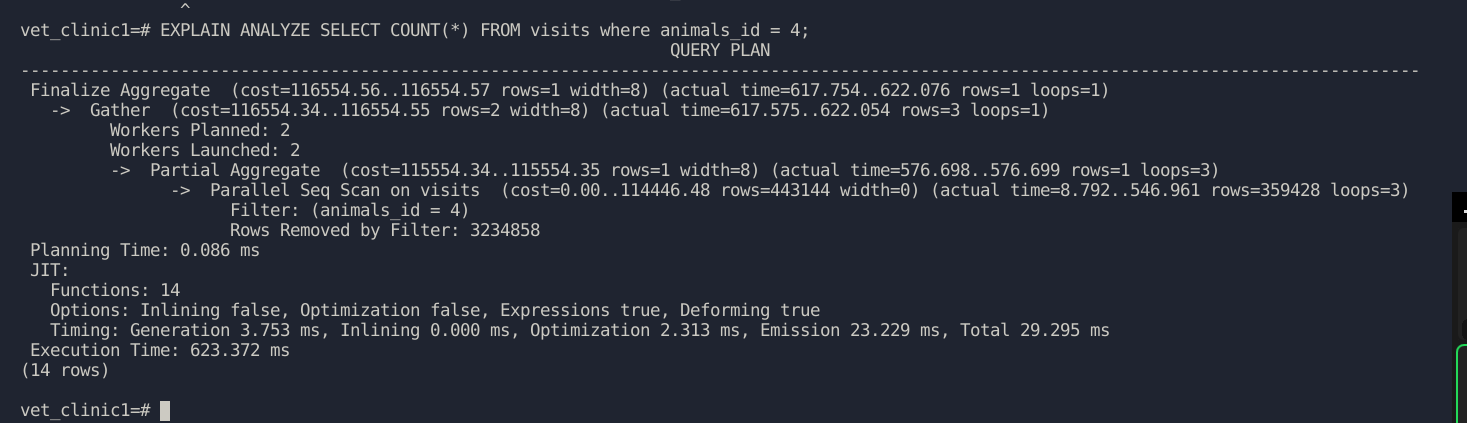 ^
vet_clinic1=# EXPLAIN ANALYZE SELECT COUNT(*) FROM visits where animals_id = 4;
QUERY PLAN
--------------------------------------------------------------------------------------------------------------------------------------------
Finalize Aggregate  (cost=116554.56..116554.57 rows=1 width=8) (actual time=617.754..622.076 rows=1 loops=1)
->  Gather  (cost=116554.34..116554.55 rows=2 width=8) (actual time=617.575..622.054 rows=3 loops=1)
Workers Planned: 2
Workers Launched: 2
->  Partial Aggregate  (cost=115554.34..115554.35 rows=1 width=8) (actual time=576.698..576.699 rows=1 loops=3)
->  Parallel Seq Scan on visits  (cost=0.00..114446.48 rows=443144 width=0) (actual time=8.792..546.961 rows=359428 loops=3)
Filter: (animals_id = 4)
Rows Removed by Filter: 3234858
Planning Time: 0.086 ms
JIT:
Functions: 14
Options: Inlining false, Optimization false, Expressions true, Deforming true
Timing: Generation 3.753 ms, Inlining 0.000 ms, Optimization 2.313 ms, Emission 23.229 ms, Total 29.295 ms
Execution Time: 623.372 ms
(14 rows)
vet_clinic1=#